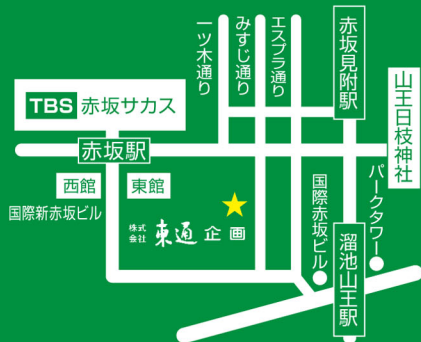 一ツ木通り
みすじ通り
エスプラ通り
赤坂見附駅
山王日枝神社
TBS 赤坂サカス
赤坂駅
西館
東館
国際新赤坂ビル
株式会社 東通企画
国際赤坂ビル
パークタワー
溜池山王駅